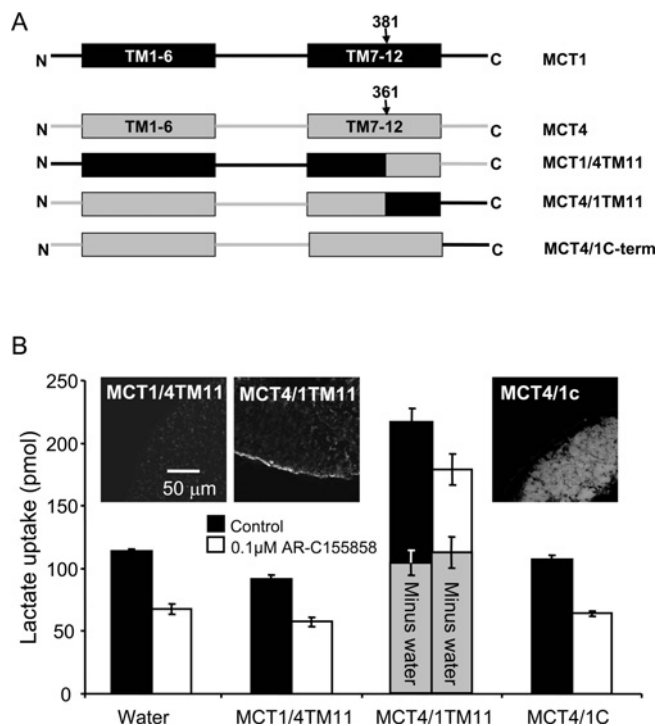 A
381
N TM1-6 TM7-12 C MCT1
361
N TM1-6 TM7-12 C MCT4
N C MCT1/4TM11
N C MCT4/1TM11
N C MCT4/1C-term
B
Lactate uptake (pmol)
250
200
150
100
50
0
MCT1/4TM11
50 µm
MCT4/1TM11
MCT4/1c
Control
0.1µM AR-C155858
Minus water
Minus water
Water MCT1/4TM11 MCT4/1TM11 MCT4/1C